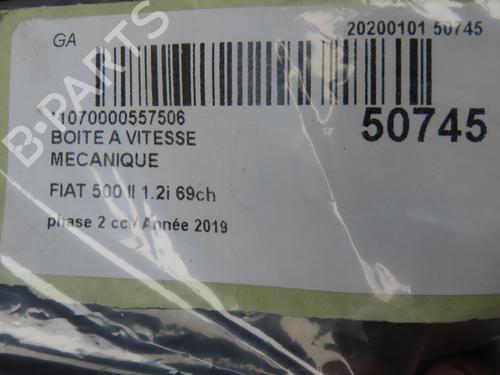 GA
20200101 50745
11070000557506
50745
BOITE A VITESSE
MECANIQUE
FIAT 500 II 1.2i 69ch
phase 2 cc / Année 2019
B-PARTS